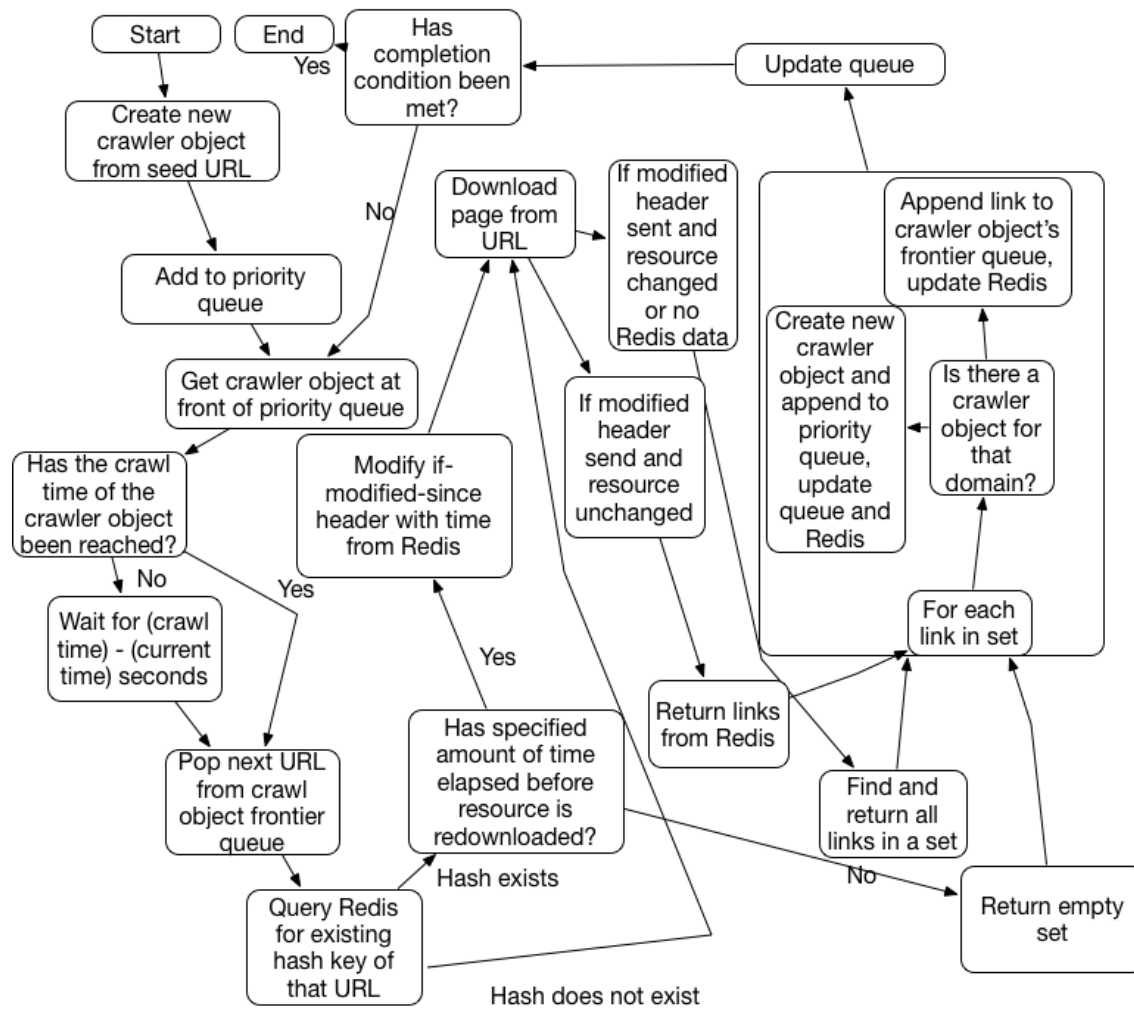 Start
End
Yes
Has
completion
condition been
met?
Update queue
Create new
crawler object
from seed URL
No
Download
page from
URL
If modified
header
sent and
resource
changed
or no
Redis data
Append link to
crawler object's
frontier queue,
update Redis
Add to priority
queue
Create new
crawler
object and
append to
priority
queue,
update
queue and
Redis
Is there a
crawler
object for
that
domain?
Get crawler object at
front of priority queue
If modified
header
send and
resource
unchanged
Has the crawl
time of the
crawler object
been reached?
Modify if-
modified-since
header with time
from Redis
No
Yes
Wait for (crawl
time) - (current
time) seconds
For each
link in set
Yes
Return links
from Redis
Has specified
amount of time
elapsed before
resource is
redownloaded?
Pop next URL
from crawl
object frontier
queue
Find and
return all
links in a set
No
Hash exists
Query Redis
for existing
hash key of
that URL
Return empty
set
Hash does not exist